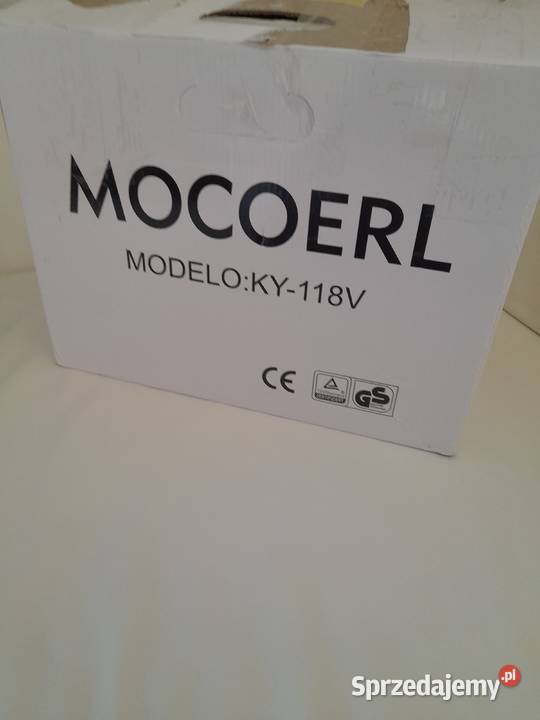 MOCOERL
MODELO:KY-118V
CE
GS
Sprzedajemy.pl